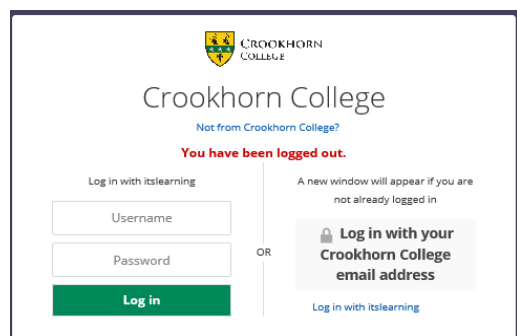 CROOKHORN
COLLEGE
Crookhorn College
Not from Crookhorn College?
You have been logged out.
Log in with itslearning
Username
Password
Log in
OR
A new window will appear if you are
not already logged in
Log in with your
Crookhorn College
email address
Log in with itslearning